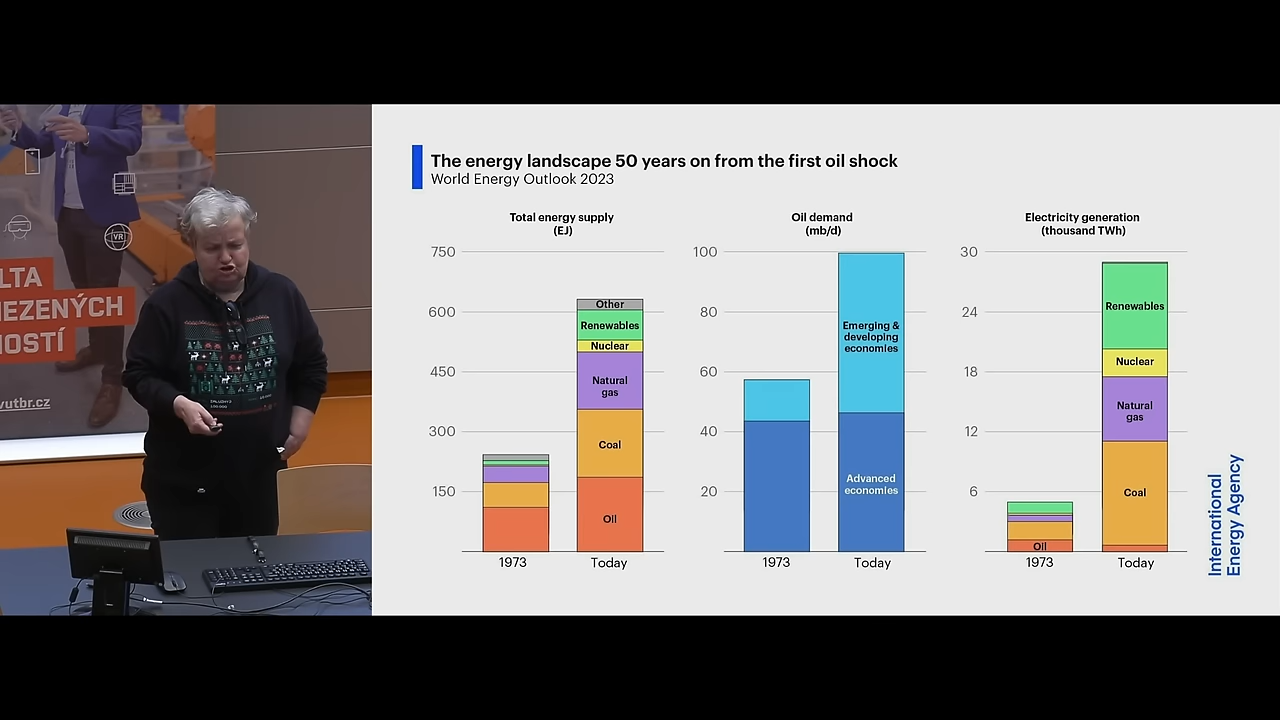 LTA
MEZENÝCH
NOSTÍ
vutbr.cz
VR
The energy landscape 50 years on from the first oil shock
World Energy Outlook 2023
Total energy supply
(EJ)
750
600
450
300
150
Other
Renewables
Nuclear
Natural
gas
Coal
Oil
1973
Today
Oil demand
(mb/d)
100
80
60
40
20
Emerging &
developing
economies
Advanced
economies
1973
Today
Electricity generation
(thousand TWh)
30
24
18
12
6
Oil
Renewables
Nuclear
Natural
gas
Coal
1973
Today
International
Energy Agency